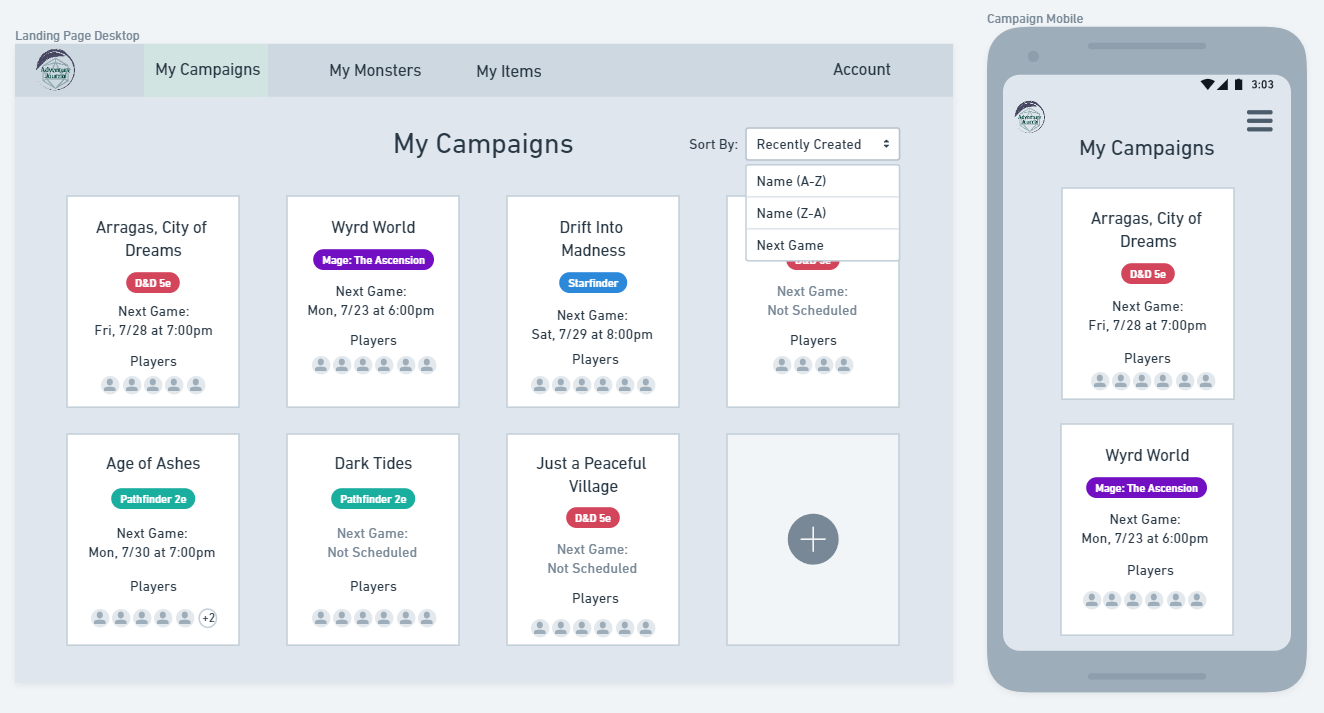 Landing Page Desktop
Adventure
Journal
My Campaigns
My Monsters
My Items
Account
My Campaigns
Sort By:
Recently Created
Name (A-Z)
Name (Z-A)
Next Game
Arragas, City of
Dreams
D&D 5e
Next Game:
Fri, 7/28 at 7:00pm
Players
Wyrd World
Mage: The Ascension
Next Game:
Mon, 7/23 at 6:00pm
Players
Drift Into
Madness
Starfinder
Next Game:
Sat, 7/29 at 8:00pm
Players
D&D 5e
Next Game:
Not Scheduled
Players
Age of Ashes
Pathfinder 2e
Next Game:
Mon, 7/30 at 7:00pm
Players
+2
Dark Tides
Pathfinder 2e
Next Game:
Not Scheduled
Players
Just a Peaceful
Village
D&D 5e
Next Game:
Not Scheduled
Players
Campaign Mobile
3:03
Adventure
Journal
My Campaigns
Arragas, City of
Dreams
D&D 5e
Next Game:
Fri, 7/28 at 7:00pm
Players
Wyrd World
Mage: The Ascension
Next Game:
Mon, 7/23 at 6:00pm
Players